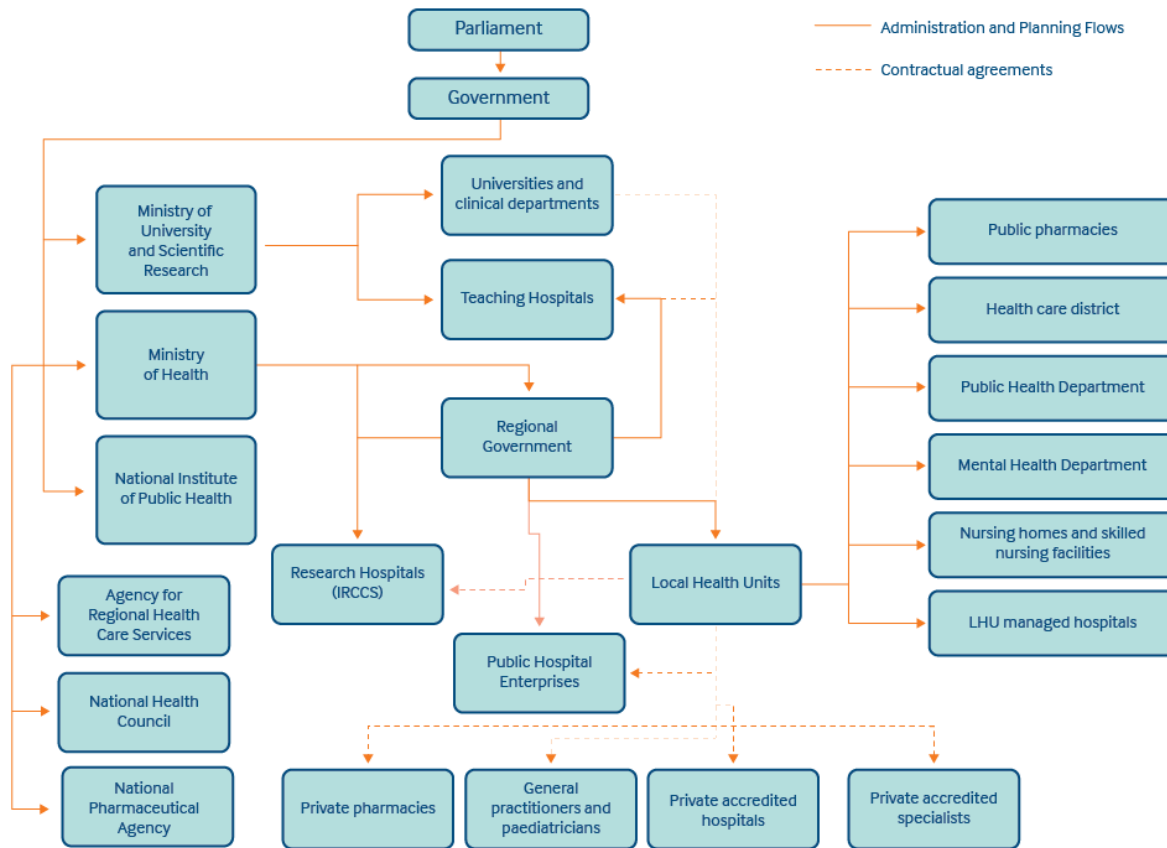 Parliament
Administration and Planning Flows
Contractual agreements
Government
Universities and
clinical departments
Ministry of
University
and Scientific
Research
Public pharmacies
Teaching Hospitals
Health care district
Ministry
of Health
Public Health Department
Regional
Government
Mental Health Department
National Institute
of Public Health
Nursing homes and skilled
nursing facilities
Research Hospitals
(IRCCS)
Local Health Units
Agency for
Regional Health
Care Services
LHU managed hospitals
Public Hospital
Enterprises
National Health
Council
National
Pharmaceutical
Agency
Private pharmacies
General
practitioners and
paediatricians
Private accredited
hospitals
Private accredited
specialists